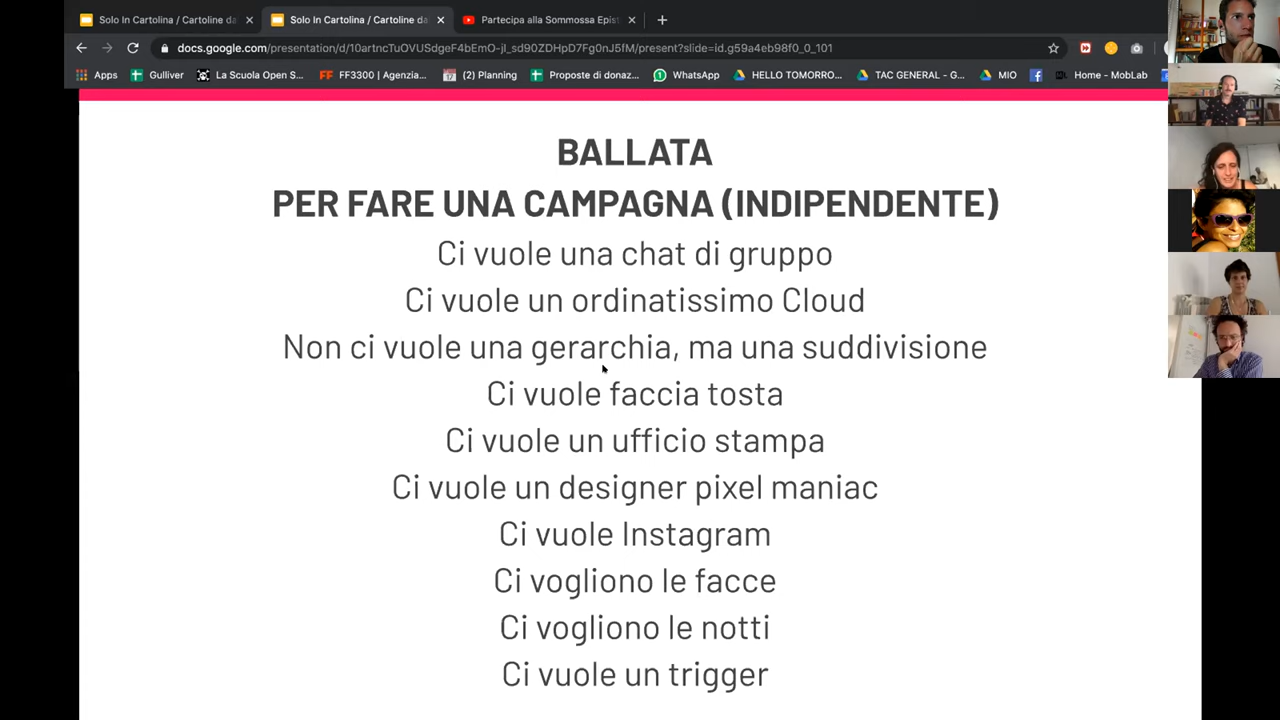 Solo In Cartolina / Cartoline da
Solo In Cartolina / Cartoline da
Partecipa alla Sommossa Epist
docs.google.com/presentation/d/10artncTuOVUSdgeF4bEmO-jl_sd90ZDHpD7Fg0nJ5fM/present?slide=id.g59a4eb98f0_0_101
Apps
Gulliver
La Scuola Open S...
FF3300 | Agenzia...
(2) Planning
Proposte di donaz...
WhatsApp
HELLO TOMORRO...
TAC GENERAL - G...
MIO
Home - MobLab
BALLATA
PER FARE UNA CAMPAGNA (INDIPENDENTE)
Ci vuole una chat di gruppo
Ci vuole un ordinatissimo Cloud
Non ci vuole una gerarchia, ma una suddivisione
Ci vuole faccia tosta
Ci vuole un ufficio stampa
Ci vuole un designer pixel maniac
Ci vuole Instagram
Ci vogliono le facce
Ci vogliono le notti
Ci vuole un trigger